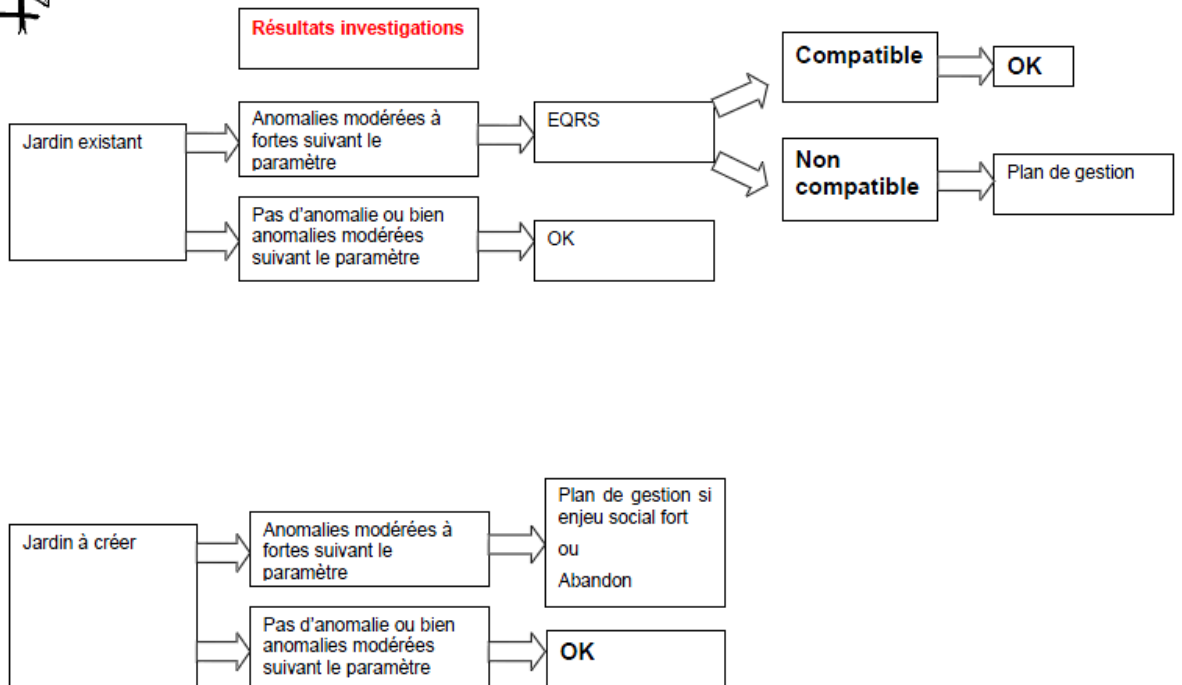 Résultats investigations
Jardin existant
Anomalies modérées à
fortes suivant le
paramètre
EQRS
Compatible
OK
Non
compatible
Plan de gestion
Pas d'anomalie ou bien
anomalies modérées
suivant le paramètre
OK
Jardin à créer
Anomalies modérées à
fortes suivant le
paramètre
Plan de gestion si
enjeu social fort
ou
Abandon
Pas d'anomalie ou bien
anomalies modérées
suivant le paramètre
OK